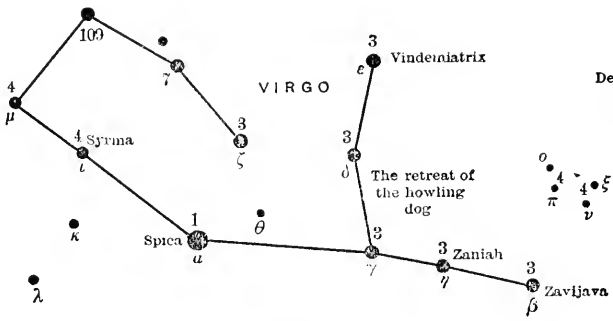 109
3
Vindemiatrix
ε
γ
VIRGO
De
4
μ
3
ζ
4 Syrma
ι
3
δ
The retreat of
the howling
dog
ο
4
π
4
ξ
ν
κ
1
Spica
α
θ
3
γ
3 Zaniah
η
λ
3
Zavijava
β